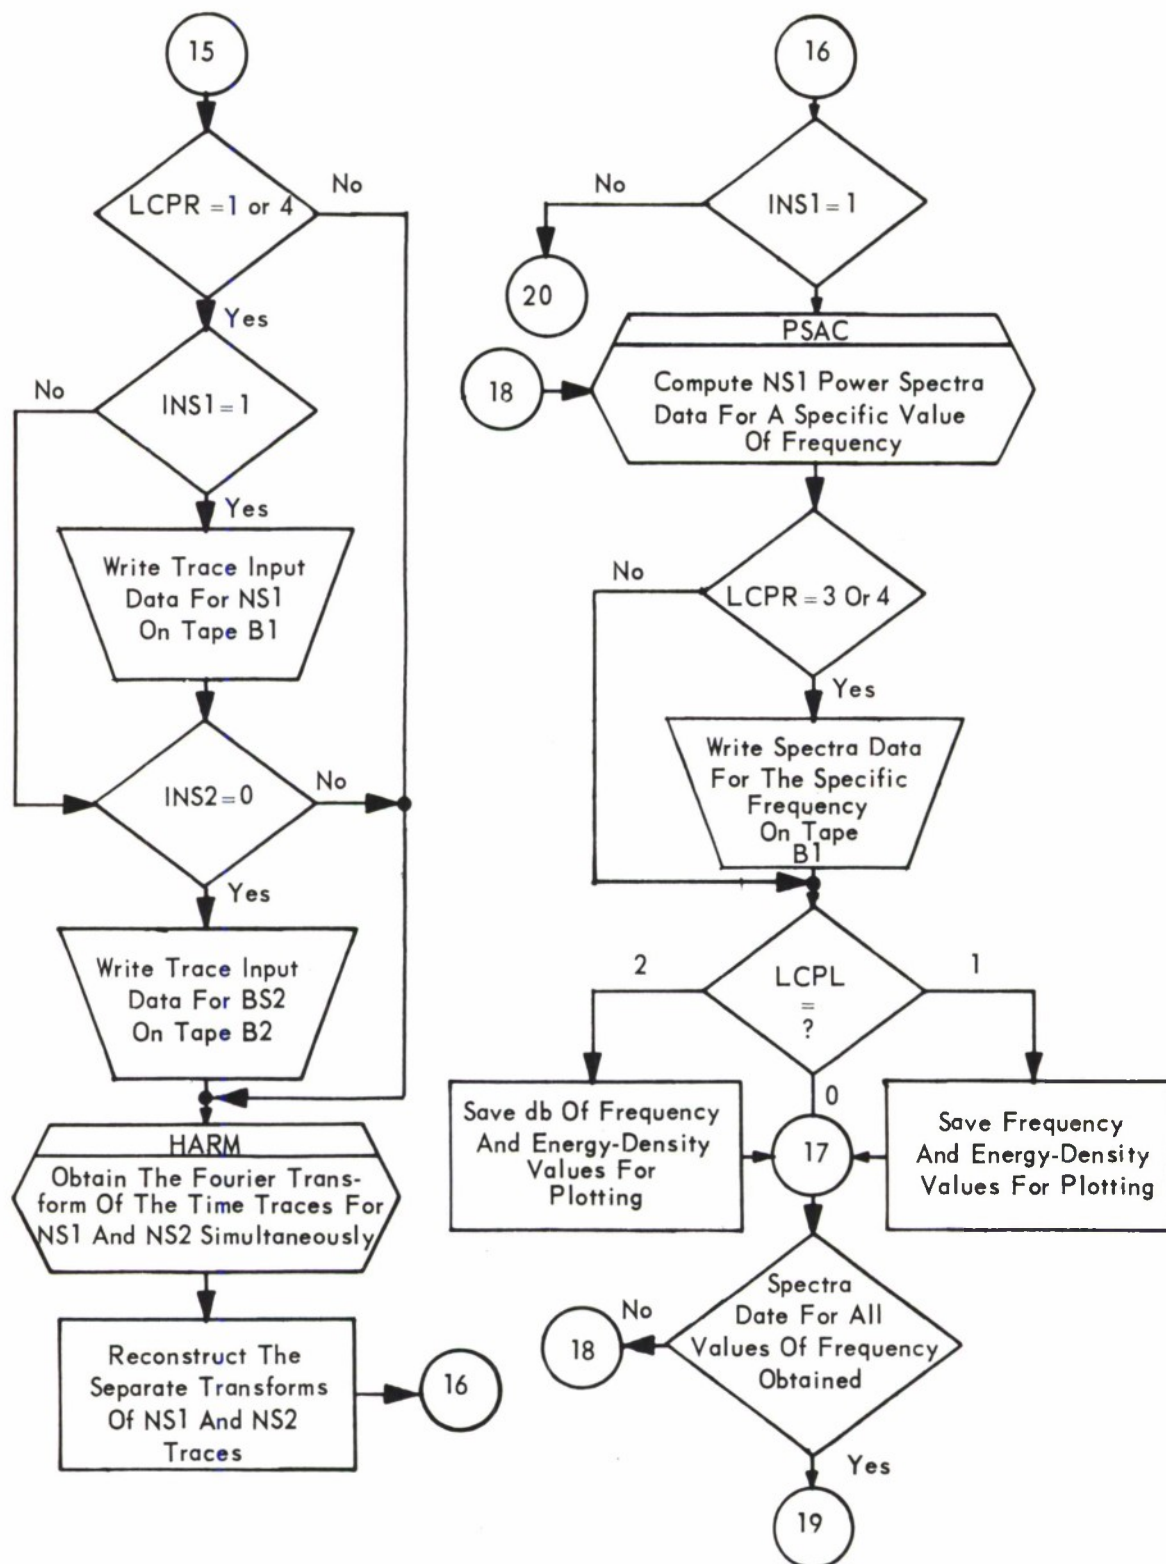 15
LCPR = 1 or 4
No
Yes
INS1 = 1
No
Yes
Write Trace Input
Data For NS1
On Tape B1
INS2 = 0
No
Yes
Write Trace Input
Data For BS2
On Tape B2
HARM
Obtain The Fourier Trans-
form Of The Time Traces For
NS1 And NS2 Simultaneously
Reconstruct The
Separate Transforms
Of NS1 And NS2
Traces
16
16
INS1 = 1
No
20
PSAC
18
Compute NS1 Power Spectra
Data For A Specific Value
Of Frequency
LCPR = 3 Or 4
No
Yes
Write Spectra Data
For The Specific
Frequency
On Tape
B1
LCPL
=
?
2
1
0
Save db Of Frequency
And Energy-Density
Values For
Plotting
17
Save Frequency
And Energy-Density
Values For Plotting
Spectra
Date For All
Values Of Frequency
Obtained
No
18
Yes
19